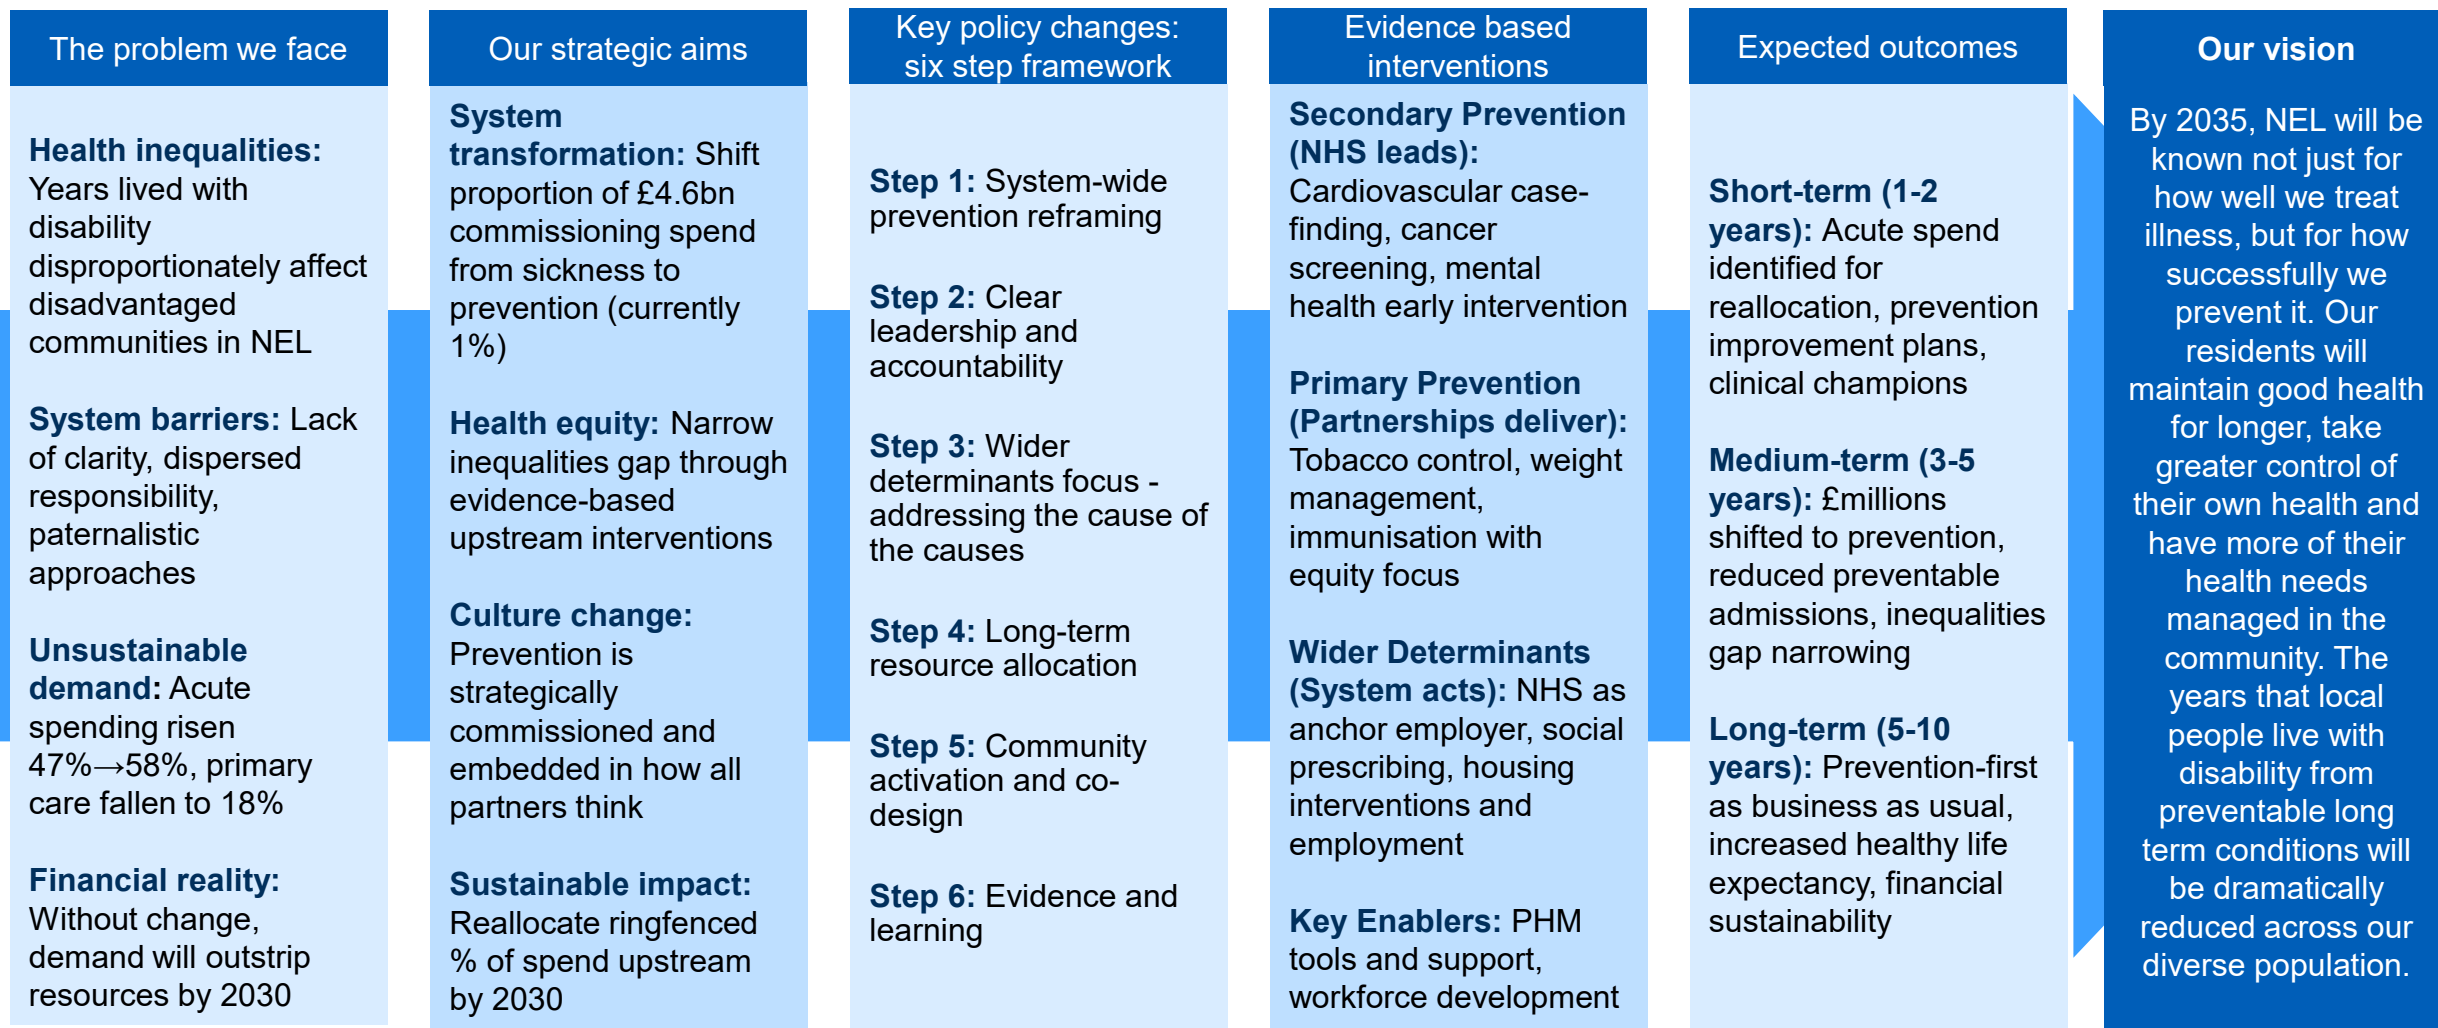 The problem we face
Health inequalities:
Years lived with
disability
disproportionately affect
disadvantaged
communities in NEL
System barriers: Lack
of clarity, dispersed
responsibility,
paternalistic
approaches
Unsustainable
demand: Acute
spending risen
47%→58%, primary
care fallen to 18%
Financial reality:
Without change,
demand will outstrip
resources by 2030
Our strategic aims
System
transformation: Shift
proportion of £4.6bn
commissioning spend
from sickness to
prevention (currently
1%)
Health equity: Narrow
inequalities gap through
evidence-based
upstream interventions
Culture change:
Prevention is
strategically
commissioned and
embedded in how all
partners think
Sustainable impact:
Reallocate ringfenced
% of spend upstream
by 2030
Key policy changes:
six step framework
Step 1: System-wide
prevention reframing
Step 2: Clear
leadership and
accountability
Step 3: Wider
determinants focus -
addressing the cause of
the causes
Step 4: Long-term
resource allocation
Step 5: Community
activation and co-
design
Step 6: Evidence and
learning
Evidence based
interventions
Secondary Prevention
(NHS leads):
Cardiovascular case-
finding, cancer
screening, mental
health early intervention
Primary Prevention
(Partnerships deliver):
Tobacco control, weight
management,
immunisation with
equity focus
Wider Determinants
(System acts): NHS as
anchor employer, social
prescribing, housing
interventions and
employment
Key Enablers: PHM
tools and support,
workforce development
Expected outcomes
Short-term (1-2
years): Acute spend
identified for
reallocation, prevention
improvement plans,
clinical champions
Medium-term (3-5
years): £millions
shifted to prevention,
reduced preventable
admissions, inequalities
gap narrowing
Long-term (5-10
years): Prevention-first
as business as usual,
increased healthy life
expectancy, financial
sustainability
Our vision
By 2035, NEL will be
known not just for
how well we treat
illness, but for how
successfully we
prevent it. Our
residents will
maintain good health
for longer, take
greater control of
their own health and
have more of their
health needs
managed in the
community. The
years that local
people live with
disability from
preventable long
term conditions will
be dramatically
reduced across our
diverse population.